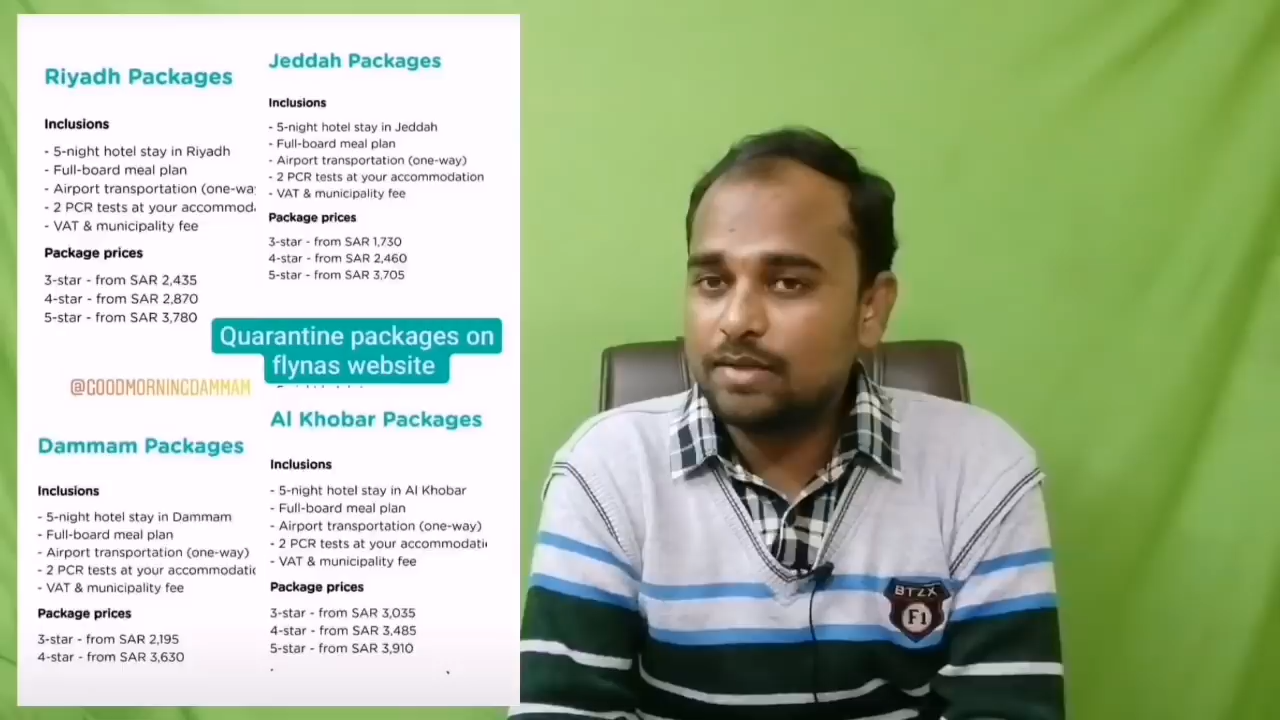 Riyadh Packages
Inclusions
- 5-night hotel stay in Riyadh
- Full-board meal plan
- Airport transportation (one-wa
- 2 PCR tests at your accommod
- VAT & municipality fee
Package prices
3-star - from SAR 2,435
4-star - from SAR 2,870
5-star - from SAR 3,780
Jeddah Packages
Inclusions
- 5-night hotel stay in Jeddah
- Full-board meal plan
- Airport transportation (one-way)
- 2 PCR tests at your accommodation
- VAT & municipality fee
Package prices
3-star - from SAR 1,730
4-star - from SAR 2,460
5-star - from SAR 3,705
Quarantine packages on
flynas website
@GOODMORNINGDAMMAM
Dammam Packages
Inclusions
- 5-night hotel stay in Dammam
- Full-board meal plan
- Airport transportation (one-way)
- 2 PCR tests at your accommodati
- VAT & municipality fee
Package prices
3-star - from SAR 2,195
4-star - from SAR 3,630
Al Khobar Packages
Inclusions
- 5-night hotel stay in Al Khobar
- Full-board meal plan
- Airport transportation (one-way)
- 2 PCR tests at your accommodati
- VAT & municipality fee
Package prices
3-star - from SAR 3,035
4-star - from SAR 3,485
5-star - from SAR 3,910
BTZX
F1